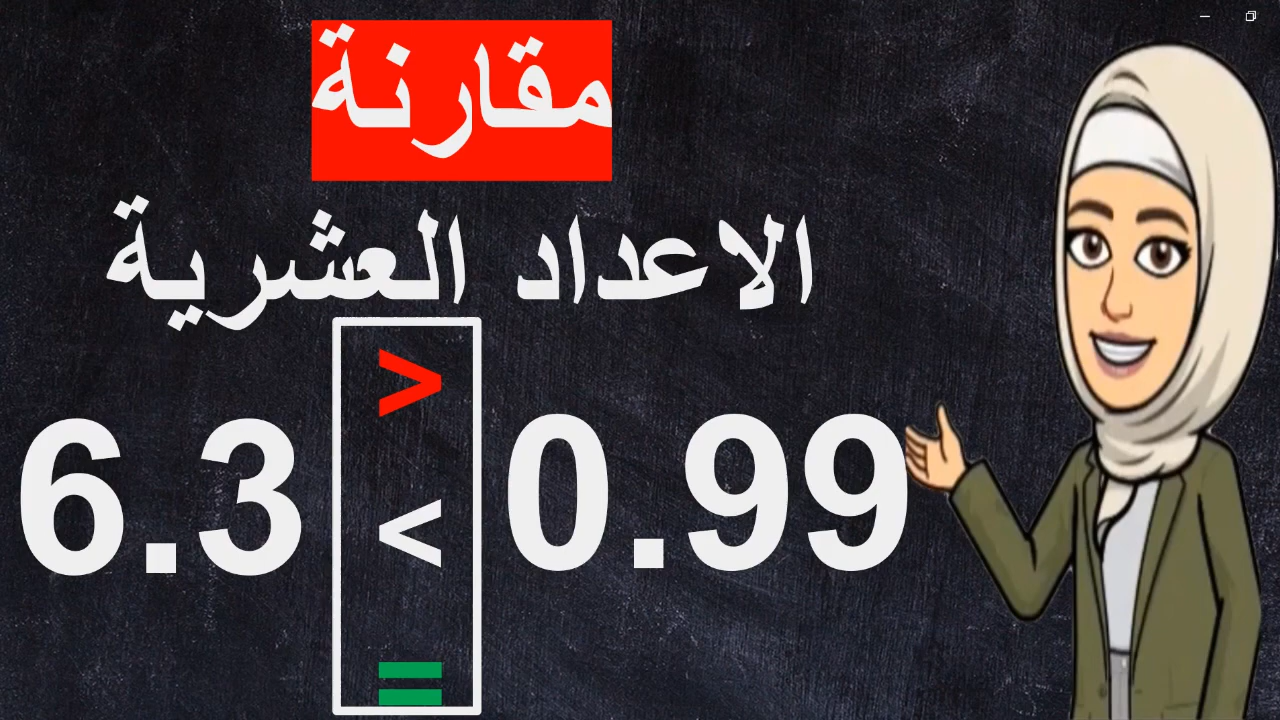 مقارنة
الاعداد العشرية
>
6.3 < 0.99
=